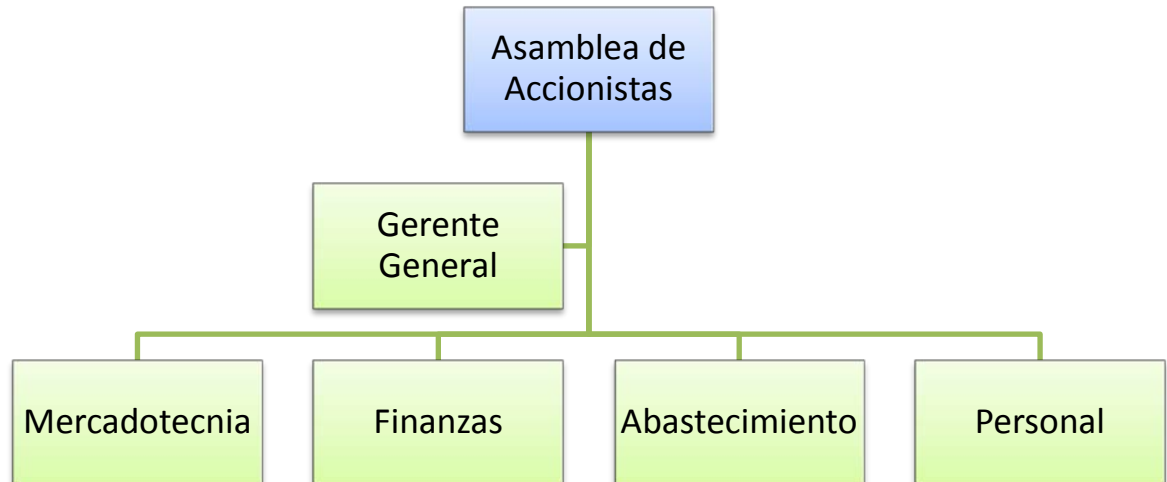 Asamblea de
Accionistas
Gerente
General
Mercadotecnia
Finanzas
Abastecimiento
Personal